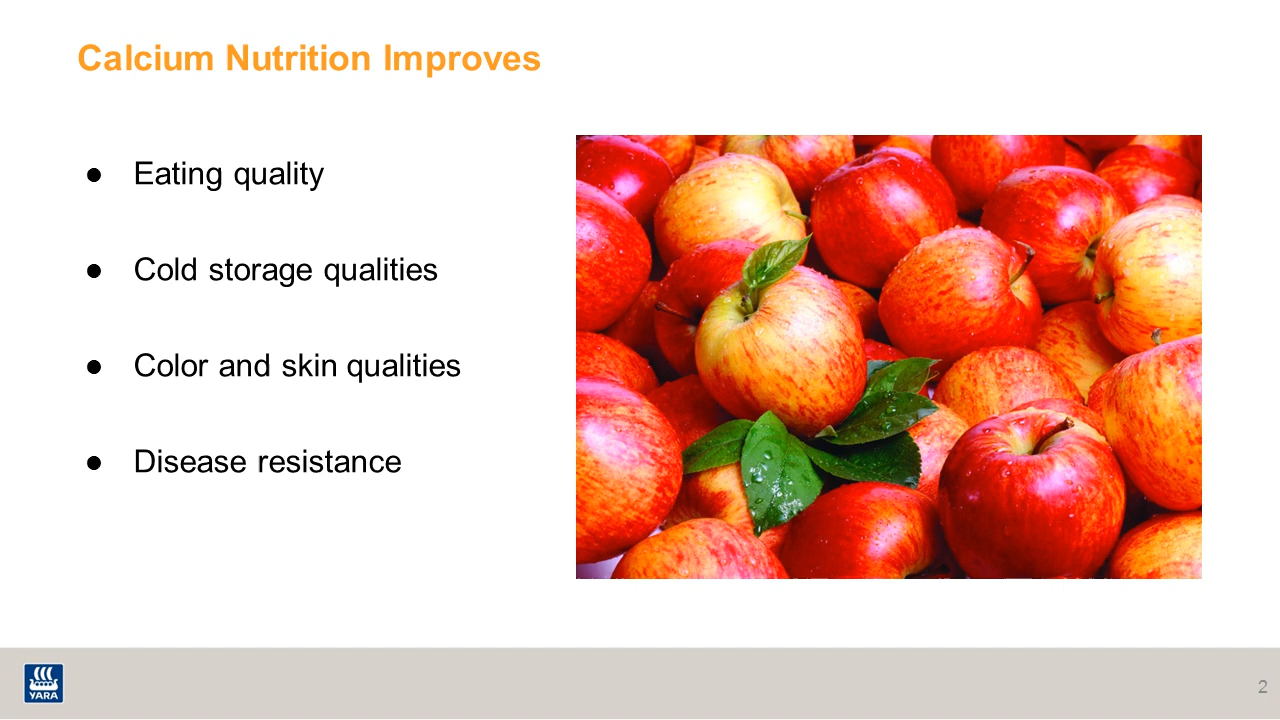 Calcium Nutrition Improves
● Eating quality
● Cold storage qualities
● Color and skin qualities
● Disease resistance
YARA
2